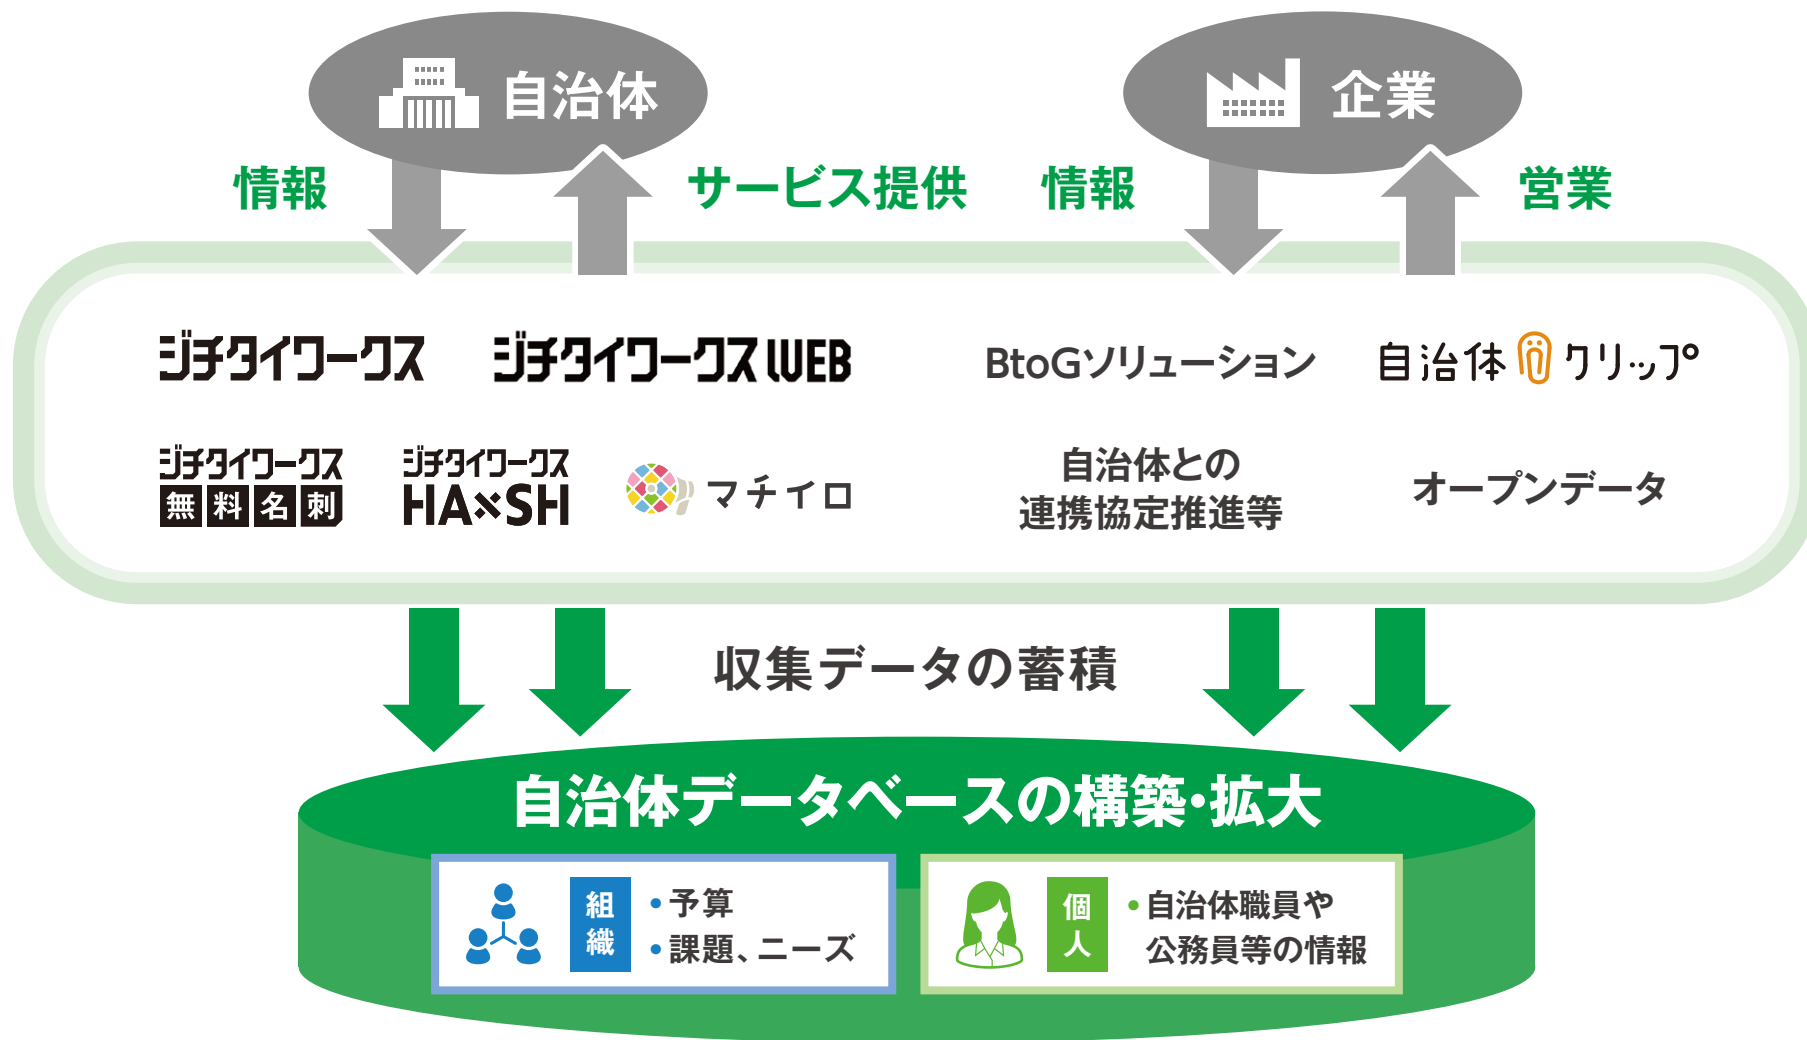 自治体
企業
情報
サービス提供
情報
営業
ジチタイワークス
ジチタイワークス WEB
BtoGソリューション
自治体クリップ
ジチタイワークス
無料名刺
ジチタイワークス
HA×SH
マチイロ
自治体との
連携協定推進等
オープンデータ
収集データの蓄積
自治体データベースの構築・拡大
組織
・予算
・課題、ニーズ
個人
・自治体職員や
公務員等の情報